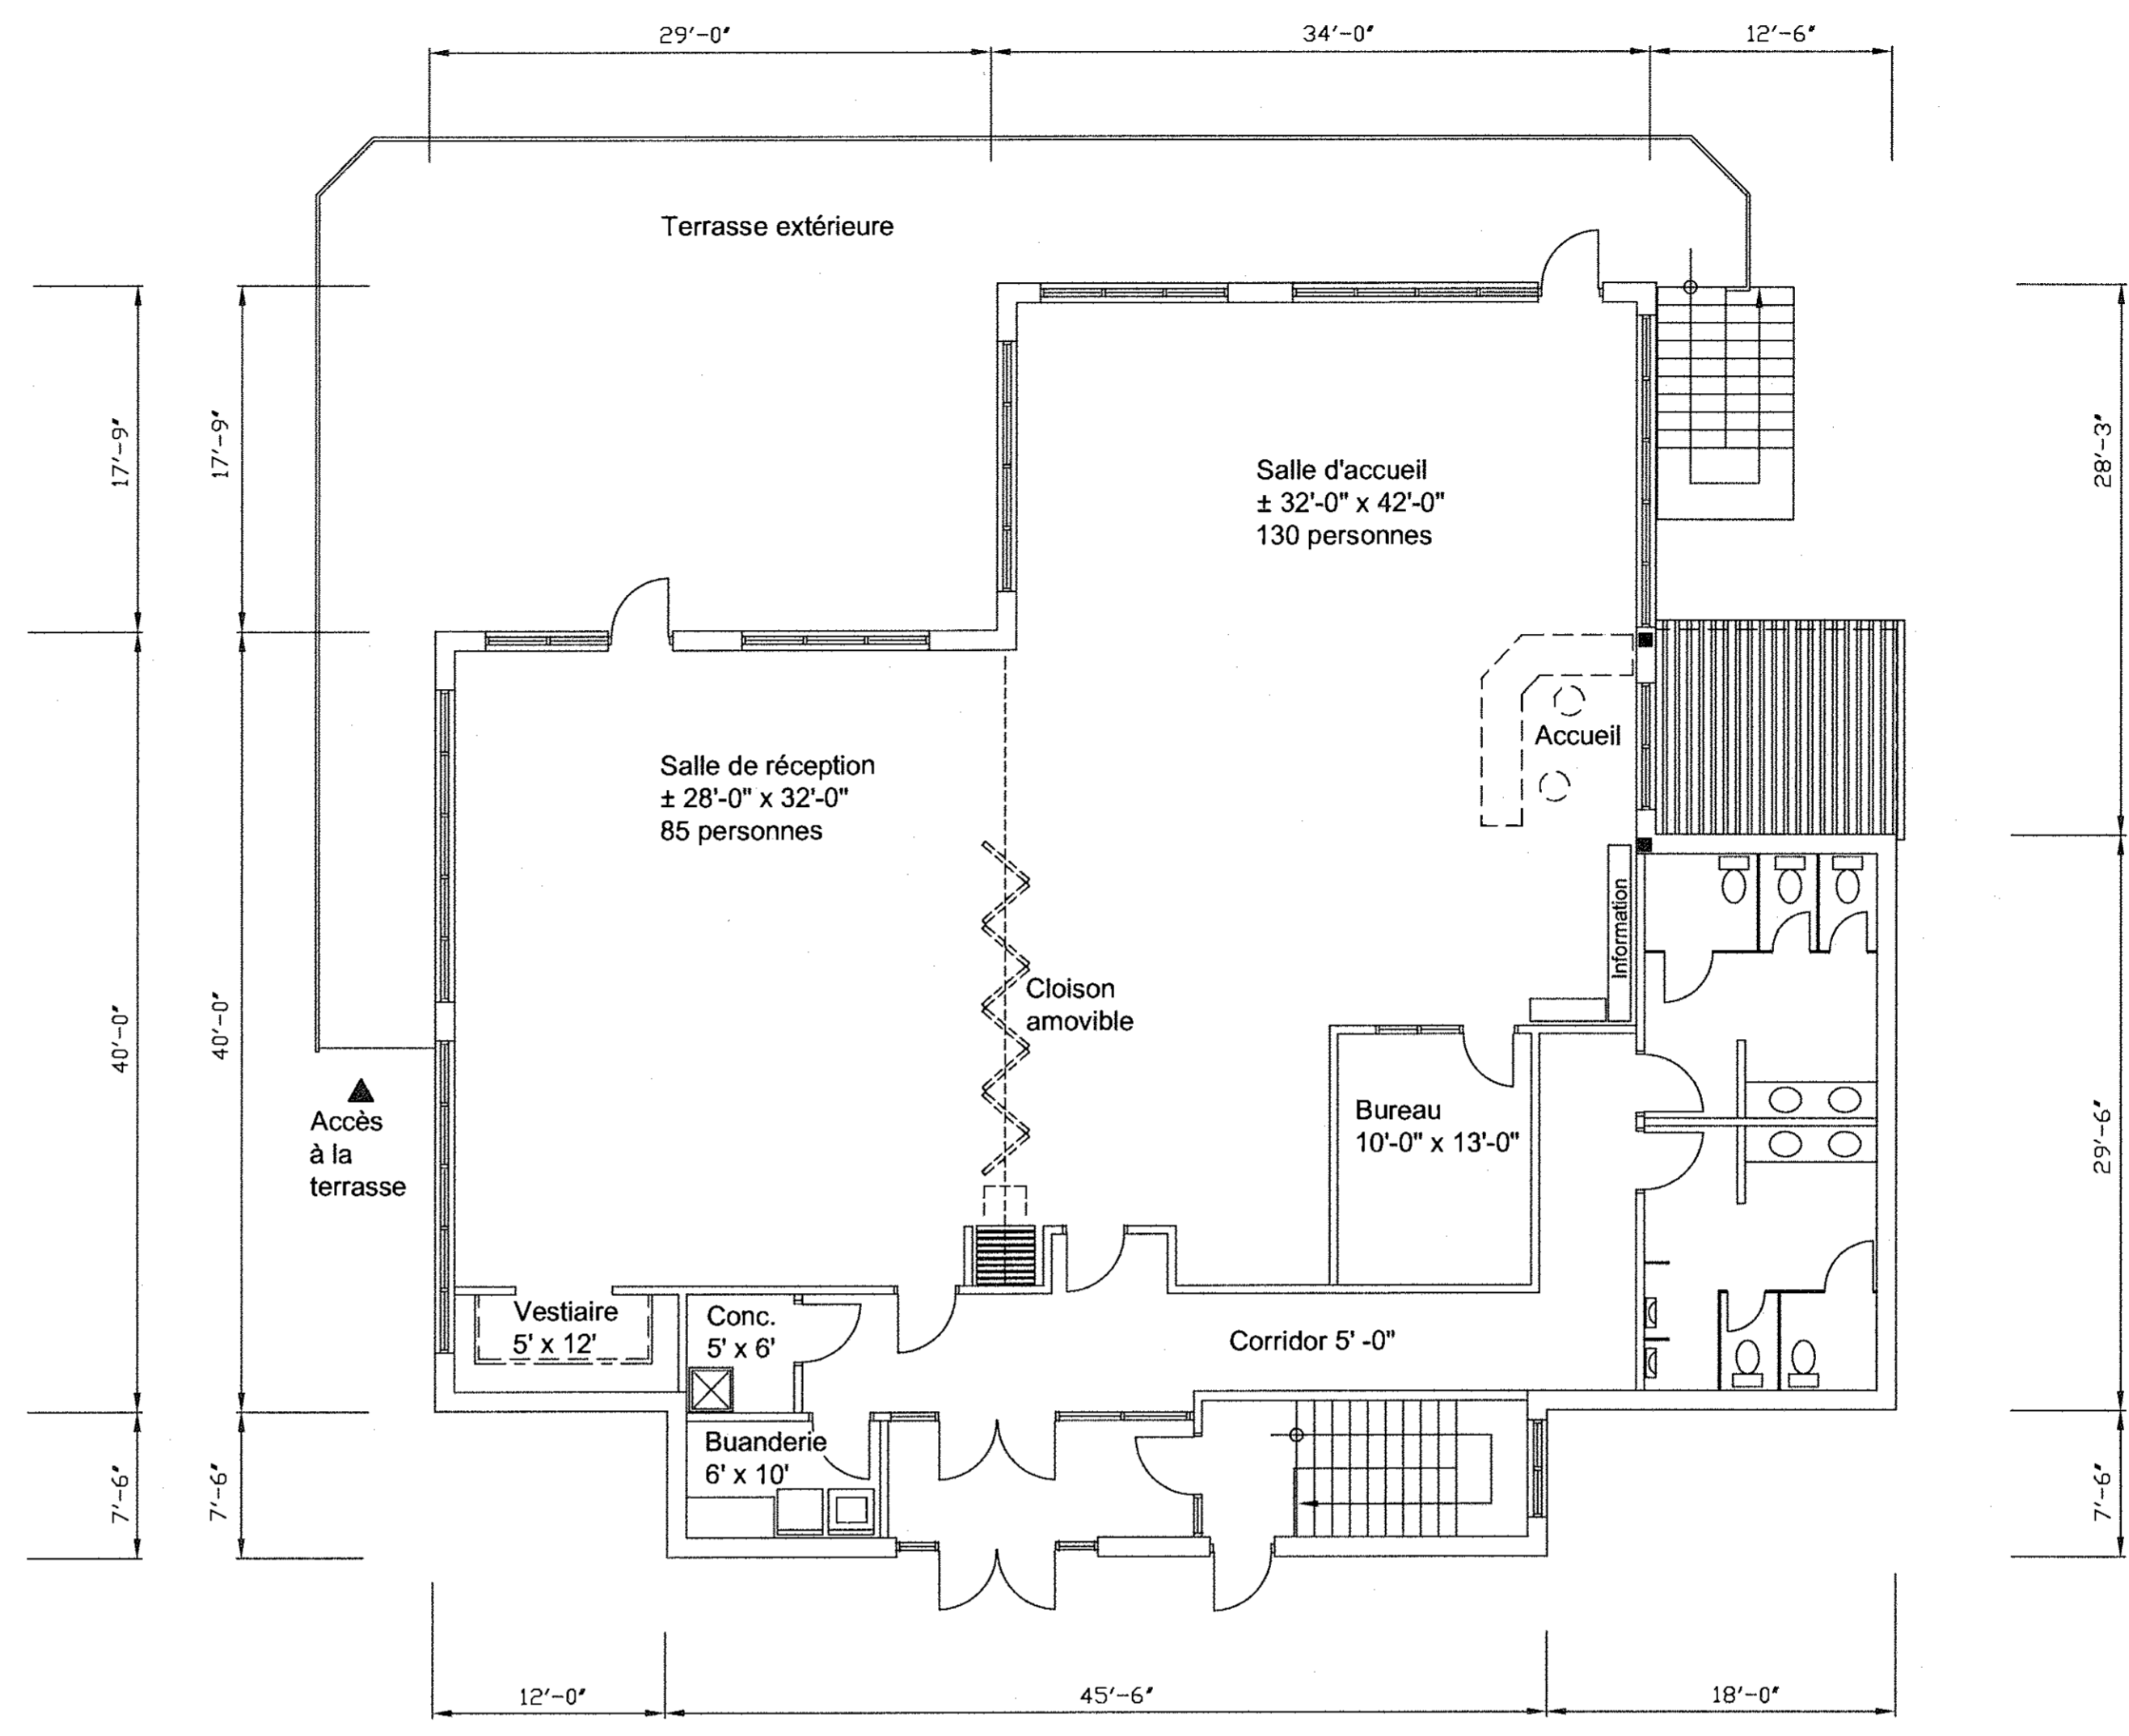 29'-0"
34'-0"
12'-6"
Terrasse extérieure
17'-9"
17'-9"
28'-3"
Salle d'accueil
± 32'-0" x 42'-0"
130 personnes
Accueil
Salle de réception
± 28'-0" x 32'-0"
85 personnes
Information
Cloison
amovible
40'-0"
40'-0"
Accès
à la
terrasse
Bureau
10'-0" x 13'-0"
29'-6"
Vestiaire
5' x 12'
Conc.
5' x 6'
Corridor 5' -0"
Buanderie
6' x 10'
7'-6"
7'-6"
7'-6"
12'-0"
45'-6"
18'-0"